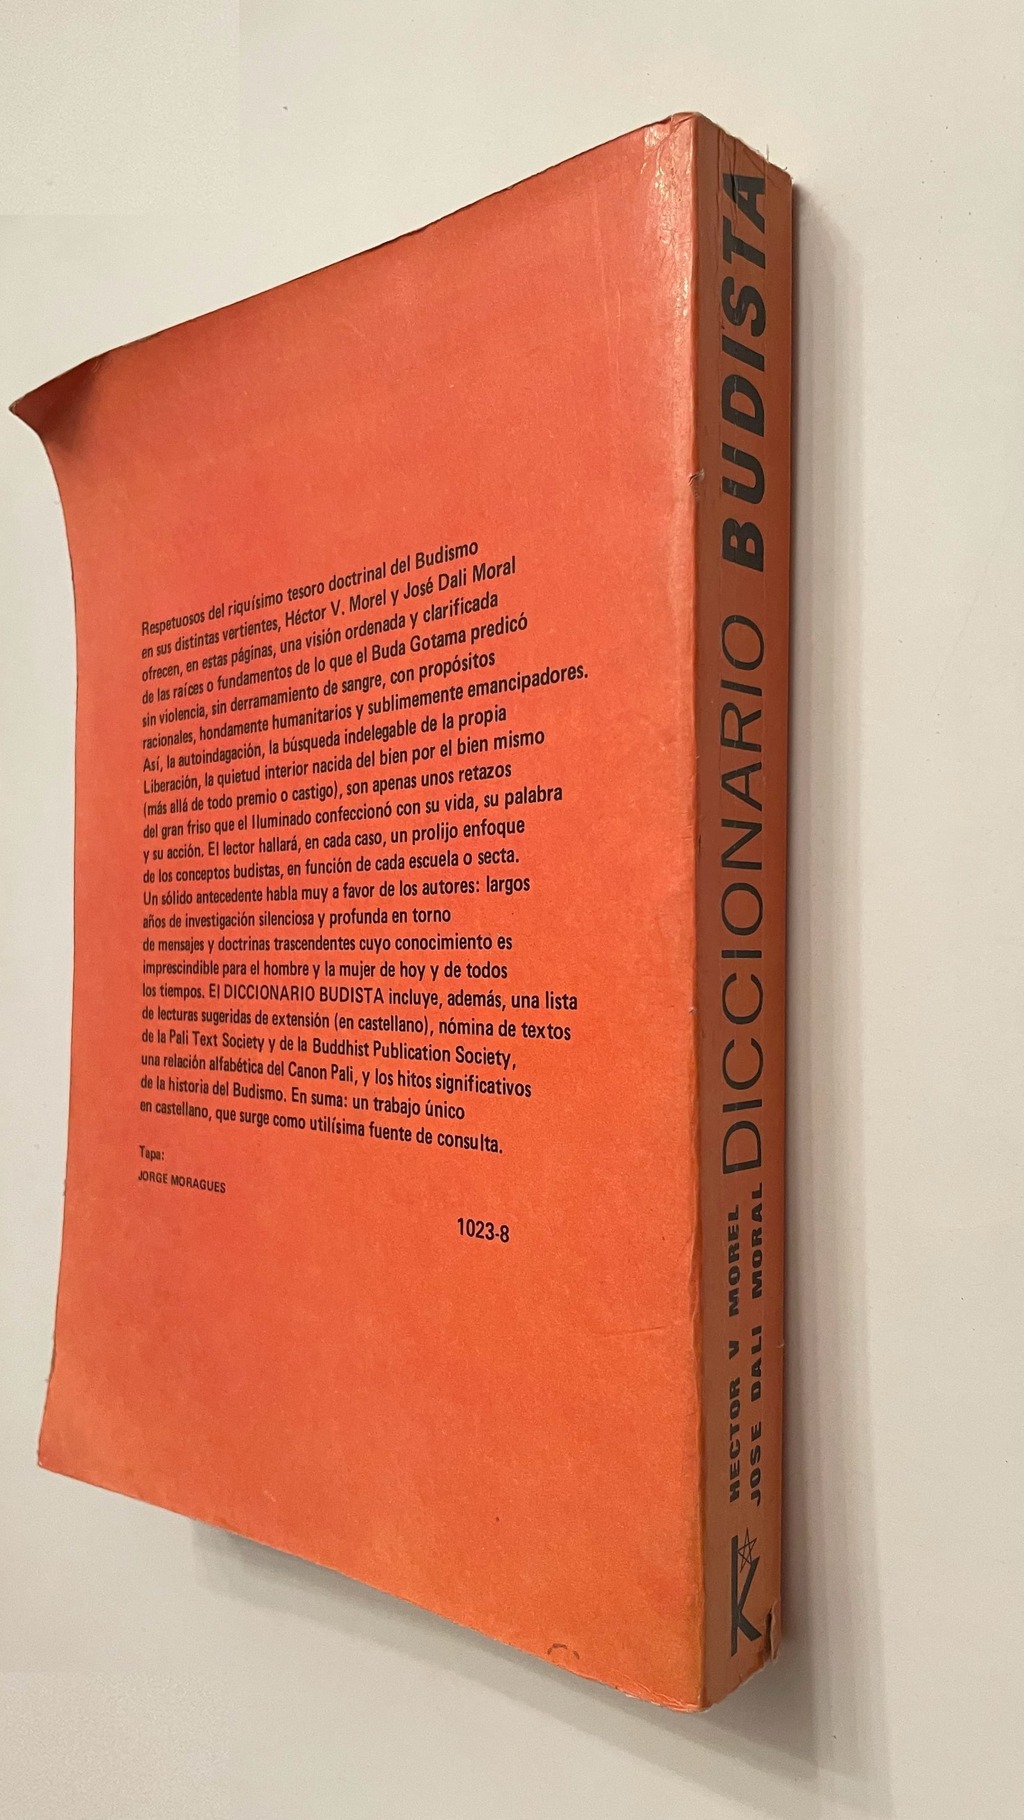 Respetuosos del riquísimo tesoro doctrinal del Budismo
en sus distintas vertientes, Héctor V. Morel y José Dali Moral
ofrecen, en estas páginas, una visión ordenada y clarificada
de las raíces o fundamentos de lo que el Buda Gotama predicó
sin violencia, sin derramamiento de sangre, con propósitos
racionales, hondamente humanitarios y sublimemente emancipadores.
Así, la autoindagación, la búsqueda indelegable de la propia
Liberación, la quietud interior nacida del bien por el bien mismo
(más allá de todo premio o castigo), son apenas unos retazos
del gran friso que el Iluminado confeccionó con su vida, su palabra
y su acción. El lector hallará, en cada caso, un prolijo enfoque
de los conceptos budistas, en función de cada escuela o secta.
Un sólido antecedente habla muy a favor de los autores: largos
años de investigación silenciosa y profunda en torno
de mensajes y doctrinas trascendentes cuyo conocimiento es
imprescindible para el hombre y la mujer de hoy y de todos
los tiempos. El DICCIONARIO BUDISTA incluye, además, una lista
de lecturas sugeridas de extensión (en castellano), nómina de textos
de la Pali Text Society y de la Buddhist Publication Society,
una relación alfabética del Canon Pali, y los hitos significativos
de la historia del Budismo. En suma: un trabajo único
en castellano, que surge como utilísima fuente de consulta.
Tapa:
JORGE MORAGUES
1023-8
HECTOR V MOREL
JOSE DALI MORAL
DICCIONARIO BUDISTA
K